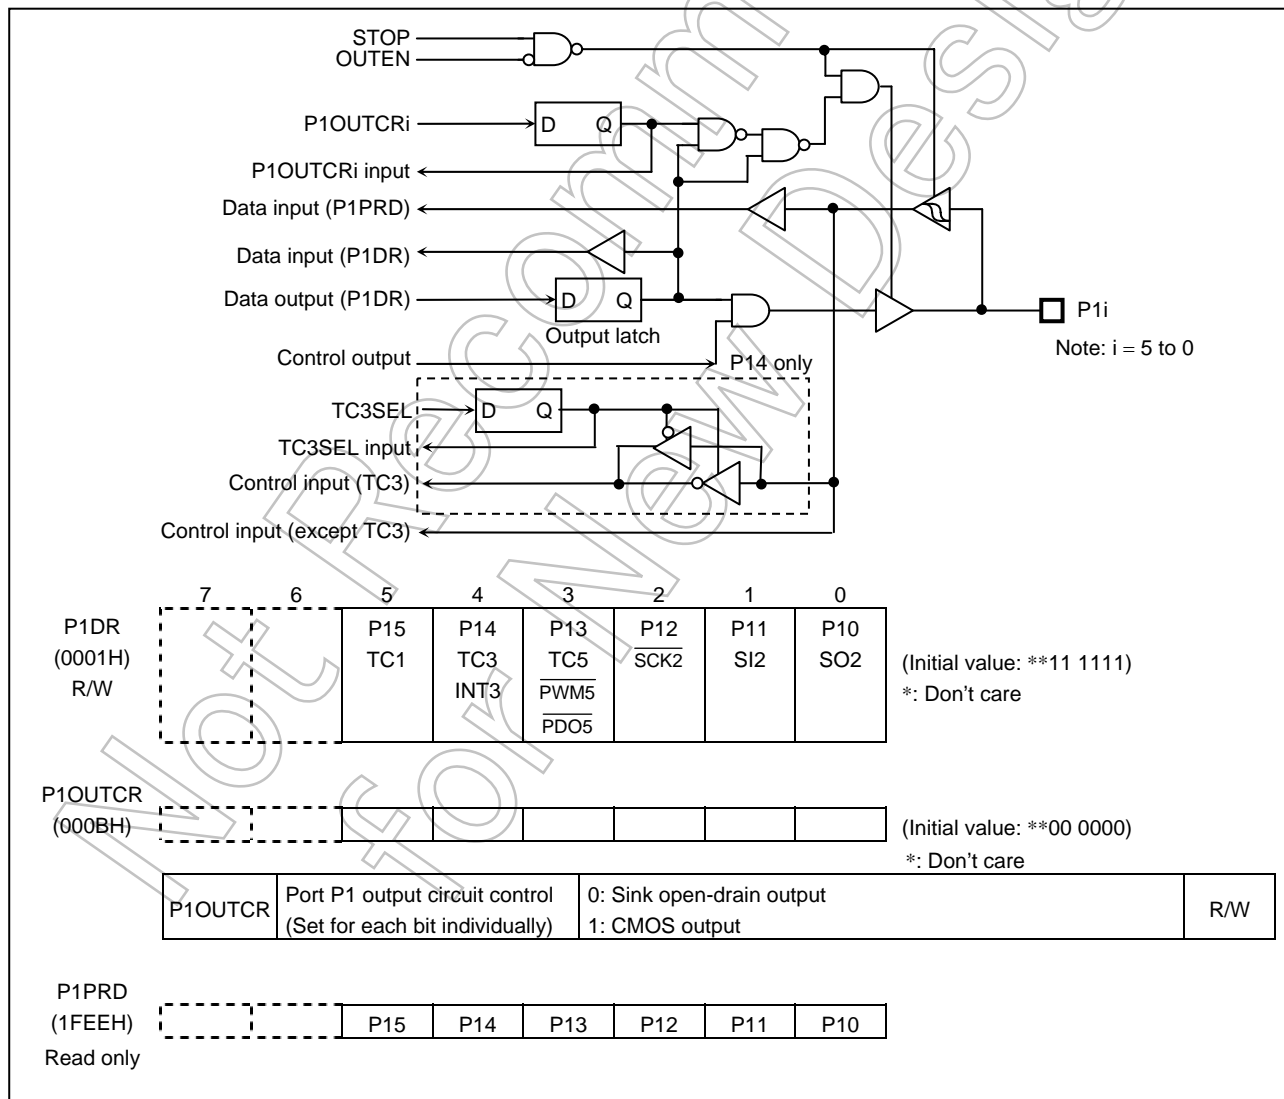 STOP
OUTEN
P1OUTCRi
D Q
P1OUTCRi input
Data input (P1PRD)
Data input (P1DR)
Data output (P1DR)
D Q
Output latch
P1i
Note: i = 5 to 0
Control output
P14 only
TC3SEL
D Q
TC3SEL input
Control input (TC3)
Control input (except TC3)
7 6 5 4 3 2 1 0
P1DR
(0001H)
R/W
P15
TC1
P14
TC3
INT3
P13
TC5
PWM5
PDO5
P12
SCK2
P11
SI2
P10
SO2
(Initial value: **11 1111)
*: Don't care
P1OUTCR
(000BH)
(Initial value: **00 0000)
*: Don't care
P1OUTCR
Port P1 output circuit control
(Set for each bit individually)
0: Sink open-drain output
1: CMOS output
R/W
P1PRD
(1FEEH)
Read only
P15 P14 P13 P12 P11 P10
Not Recomm
for New Desig